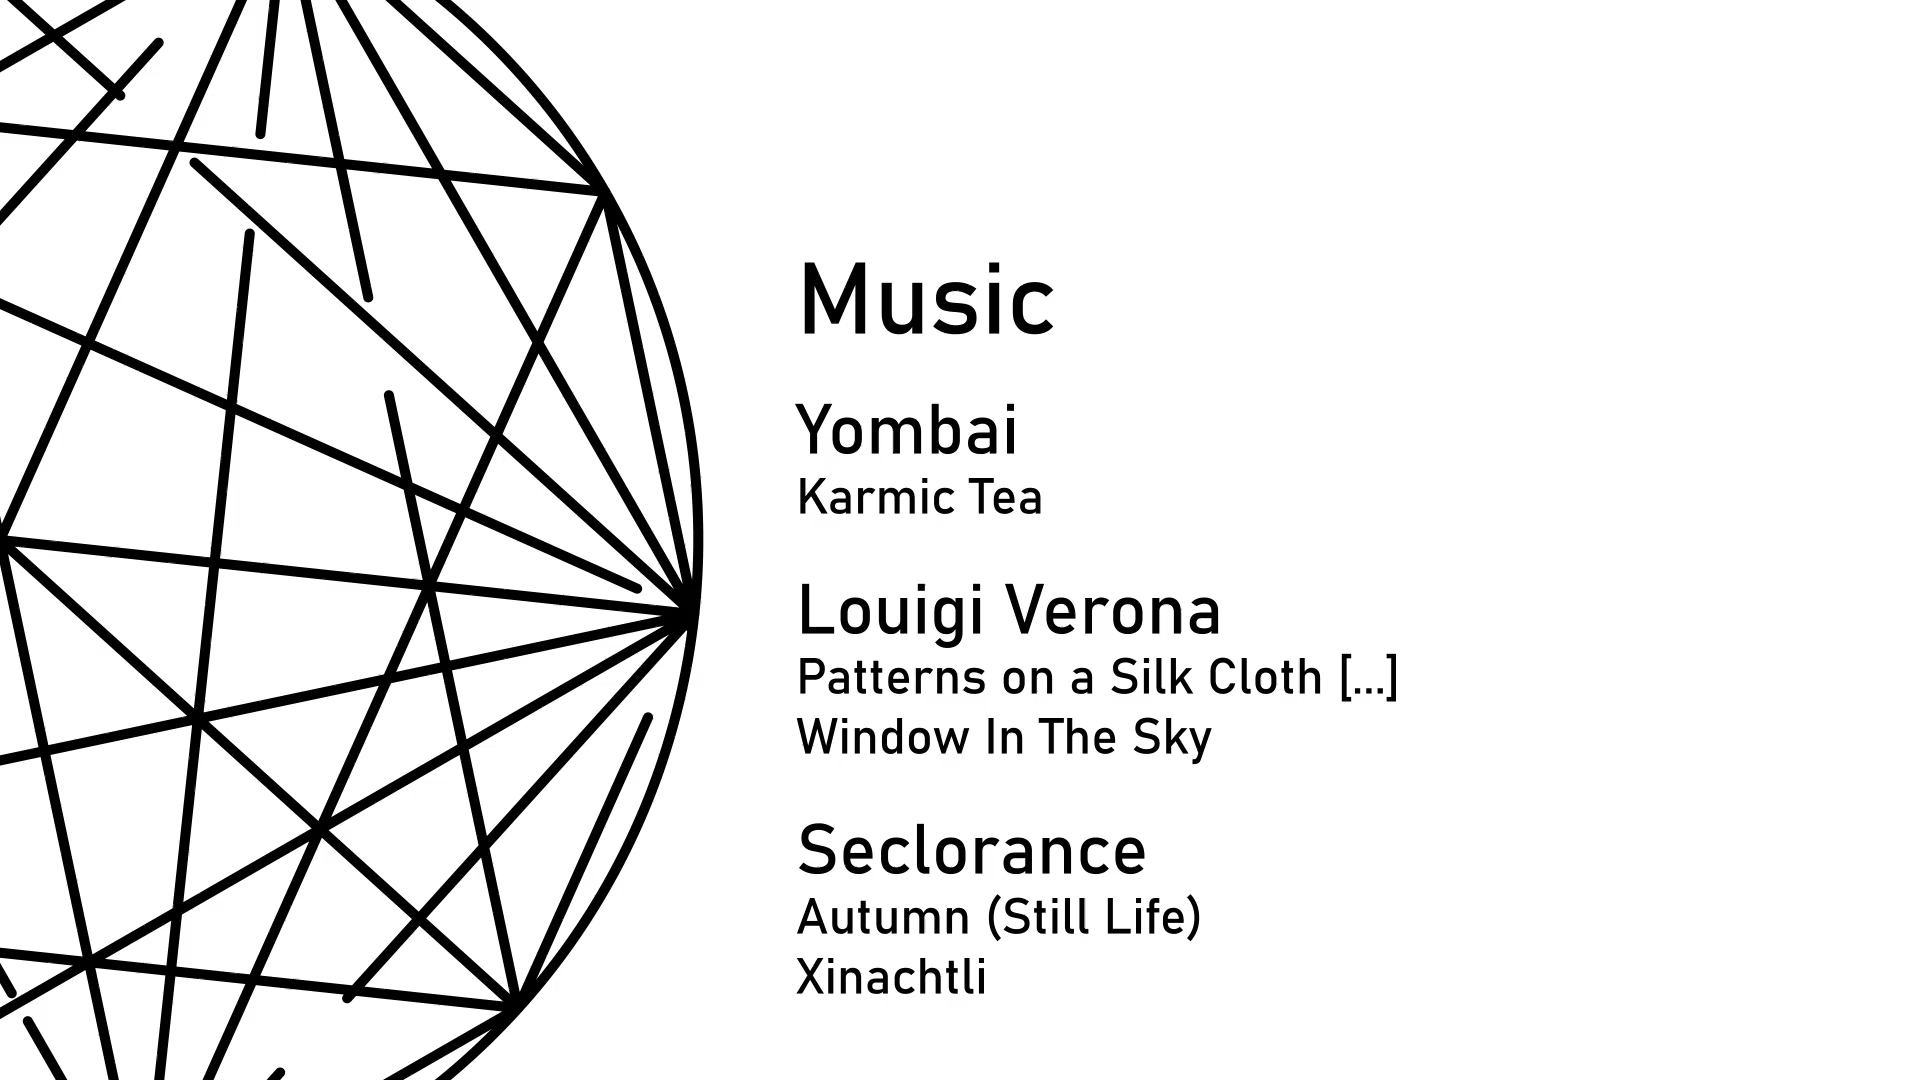 Music
Yombai
Karmic Tea
Louigi Verona
Patterns on a Silk Cloth [...]
Window In The Sky
Seclorance
Autumn (Still Life)
Xinachtli